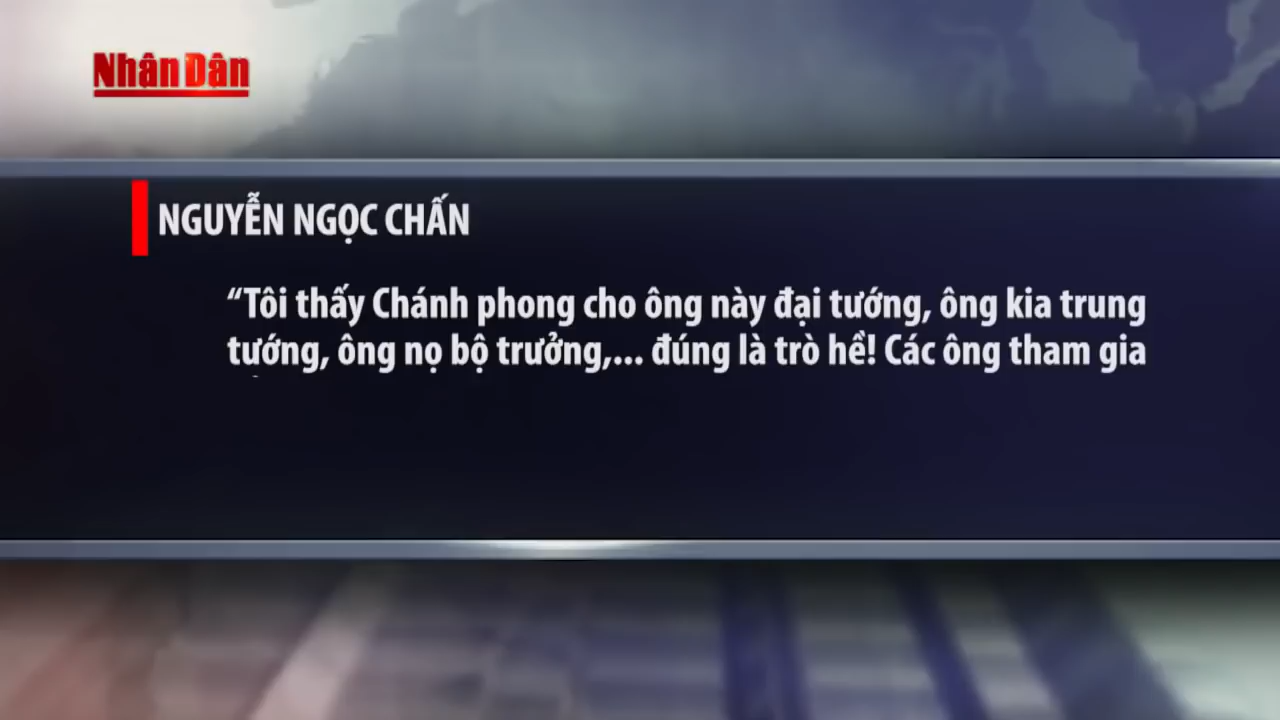 Nhân Dân
NGUYỄN NGỌC CHẤN
“Tôi thấy Chánh phong cho ông này đại tướng, ông kia trung
tướng, ông nọ bộ trưởng,... đúng là trò hề! Các ông tham gia